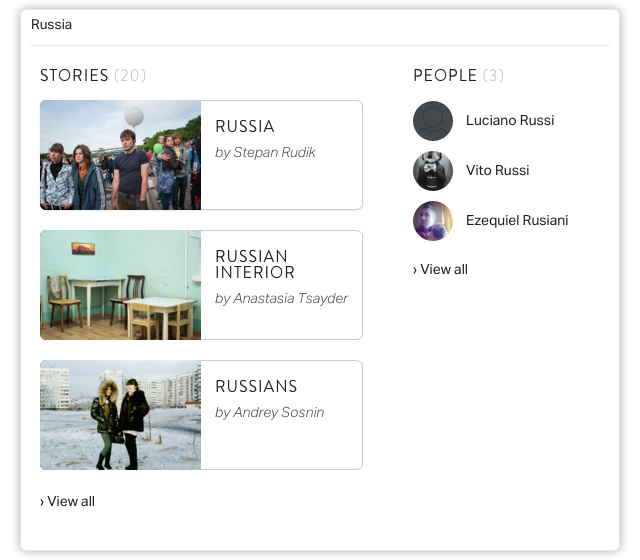 Russia
STORIES (20)
RUSSIA
by Stepan Rudik
RUSSIAN
INTERIOR
by Anastasia Tsayder
RUSSIANS
by Andrey Sosnin
› View all
PEOPLE (3)
Luciano Russi
Vito Russi
Ezequiel Rusiani
› View all